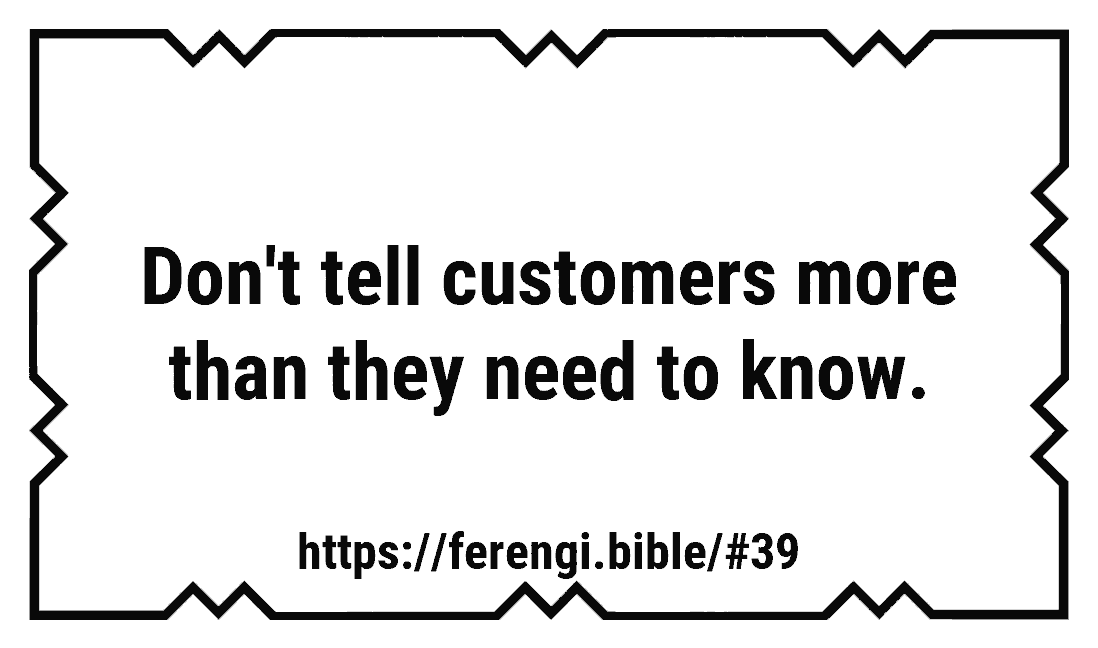 Don't tell customers more
than they need to know.
https://ferengi.bible/#39